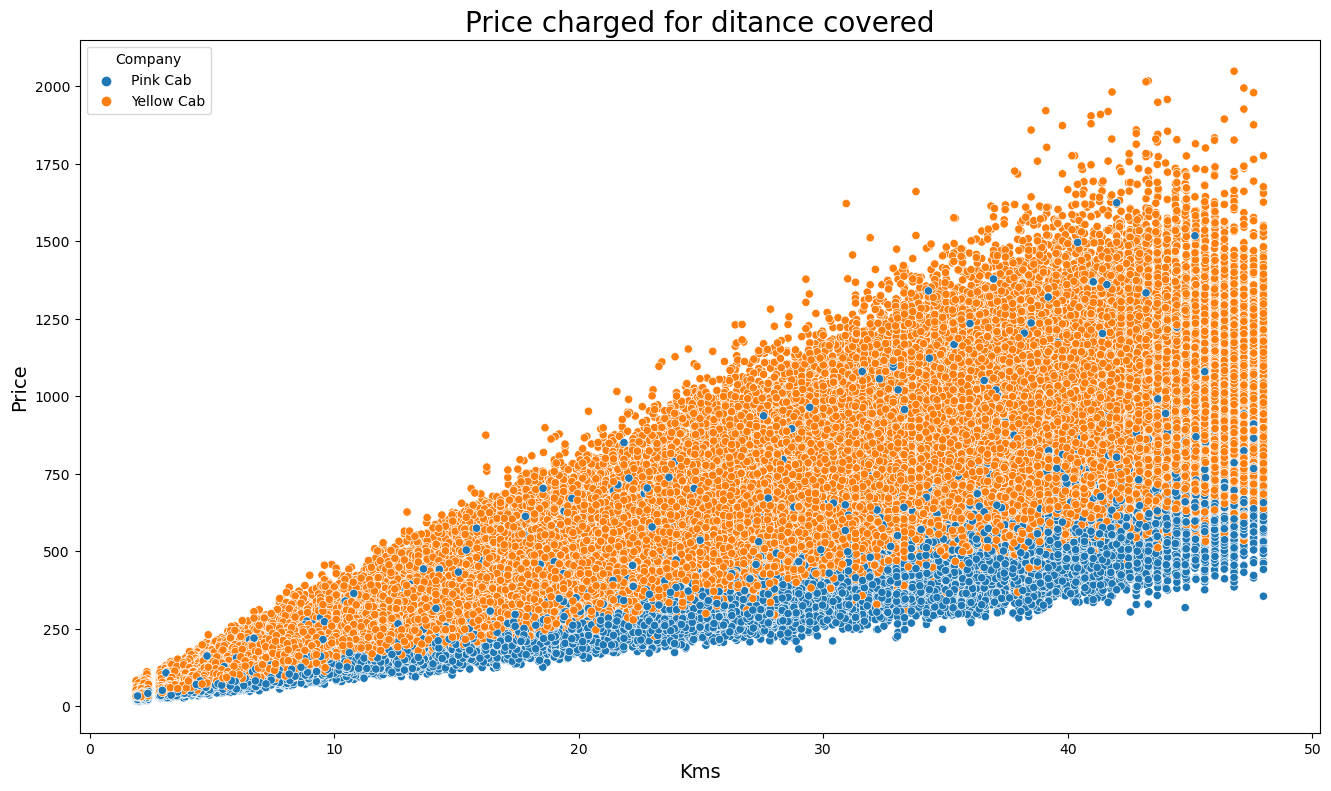 Price charged for ditance covered
Company
Pink Cab
Yellow Cab
2000
1750
1500
1250
1000
750
500
250
0
Price
0 10 20 30 40 50
Kms